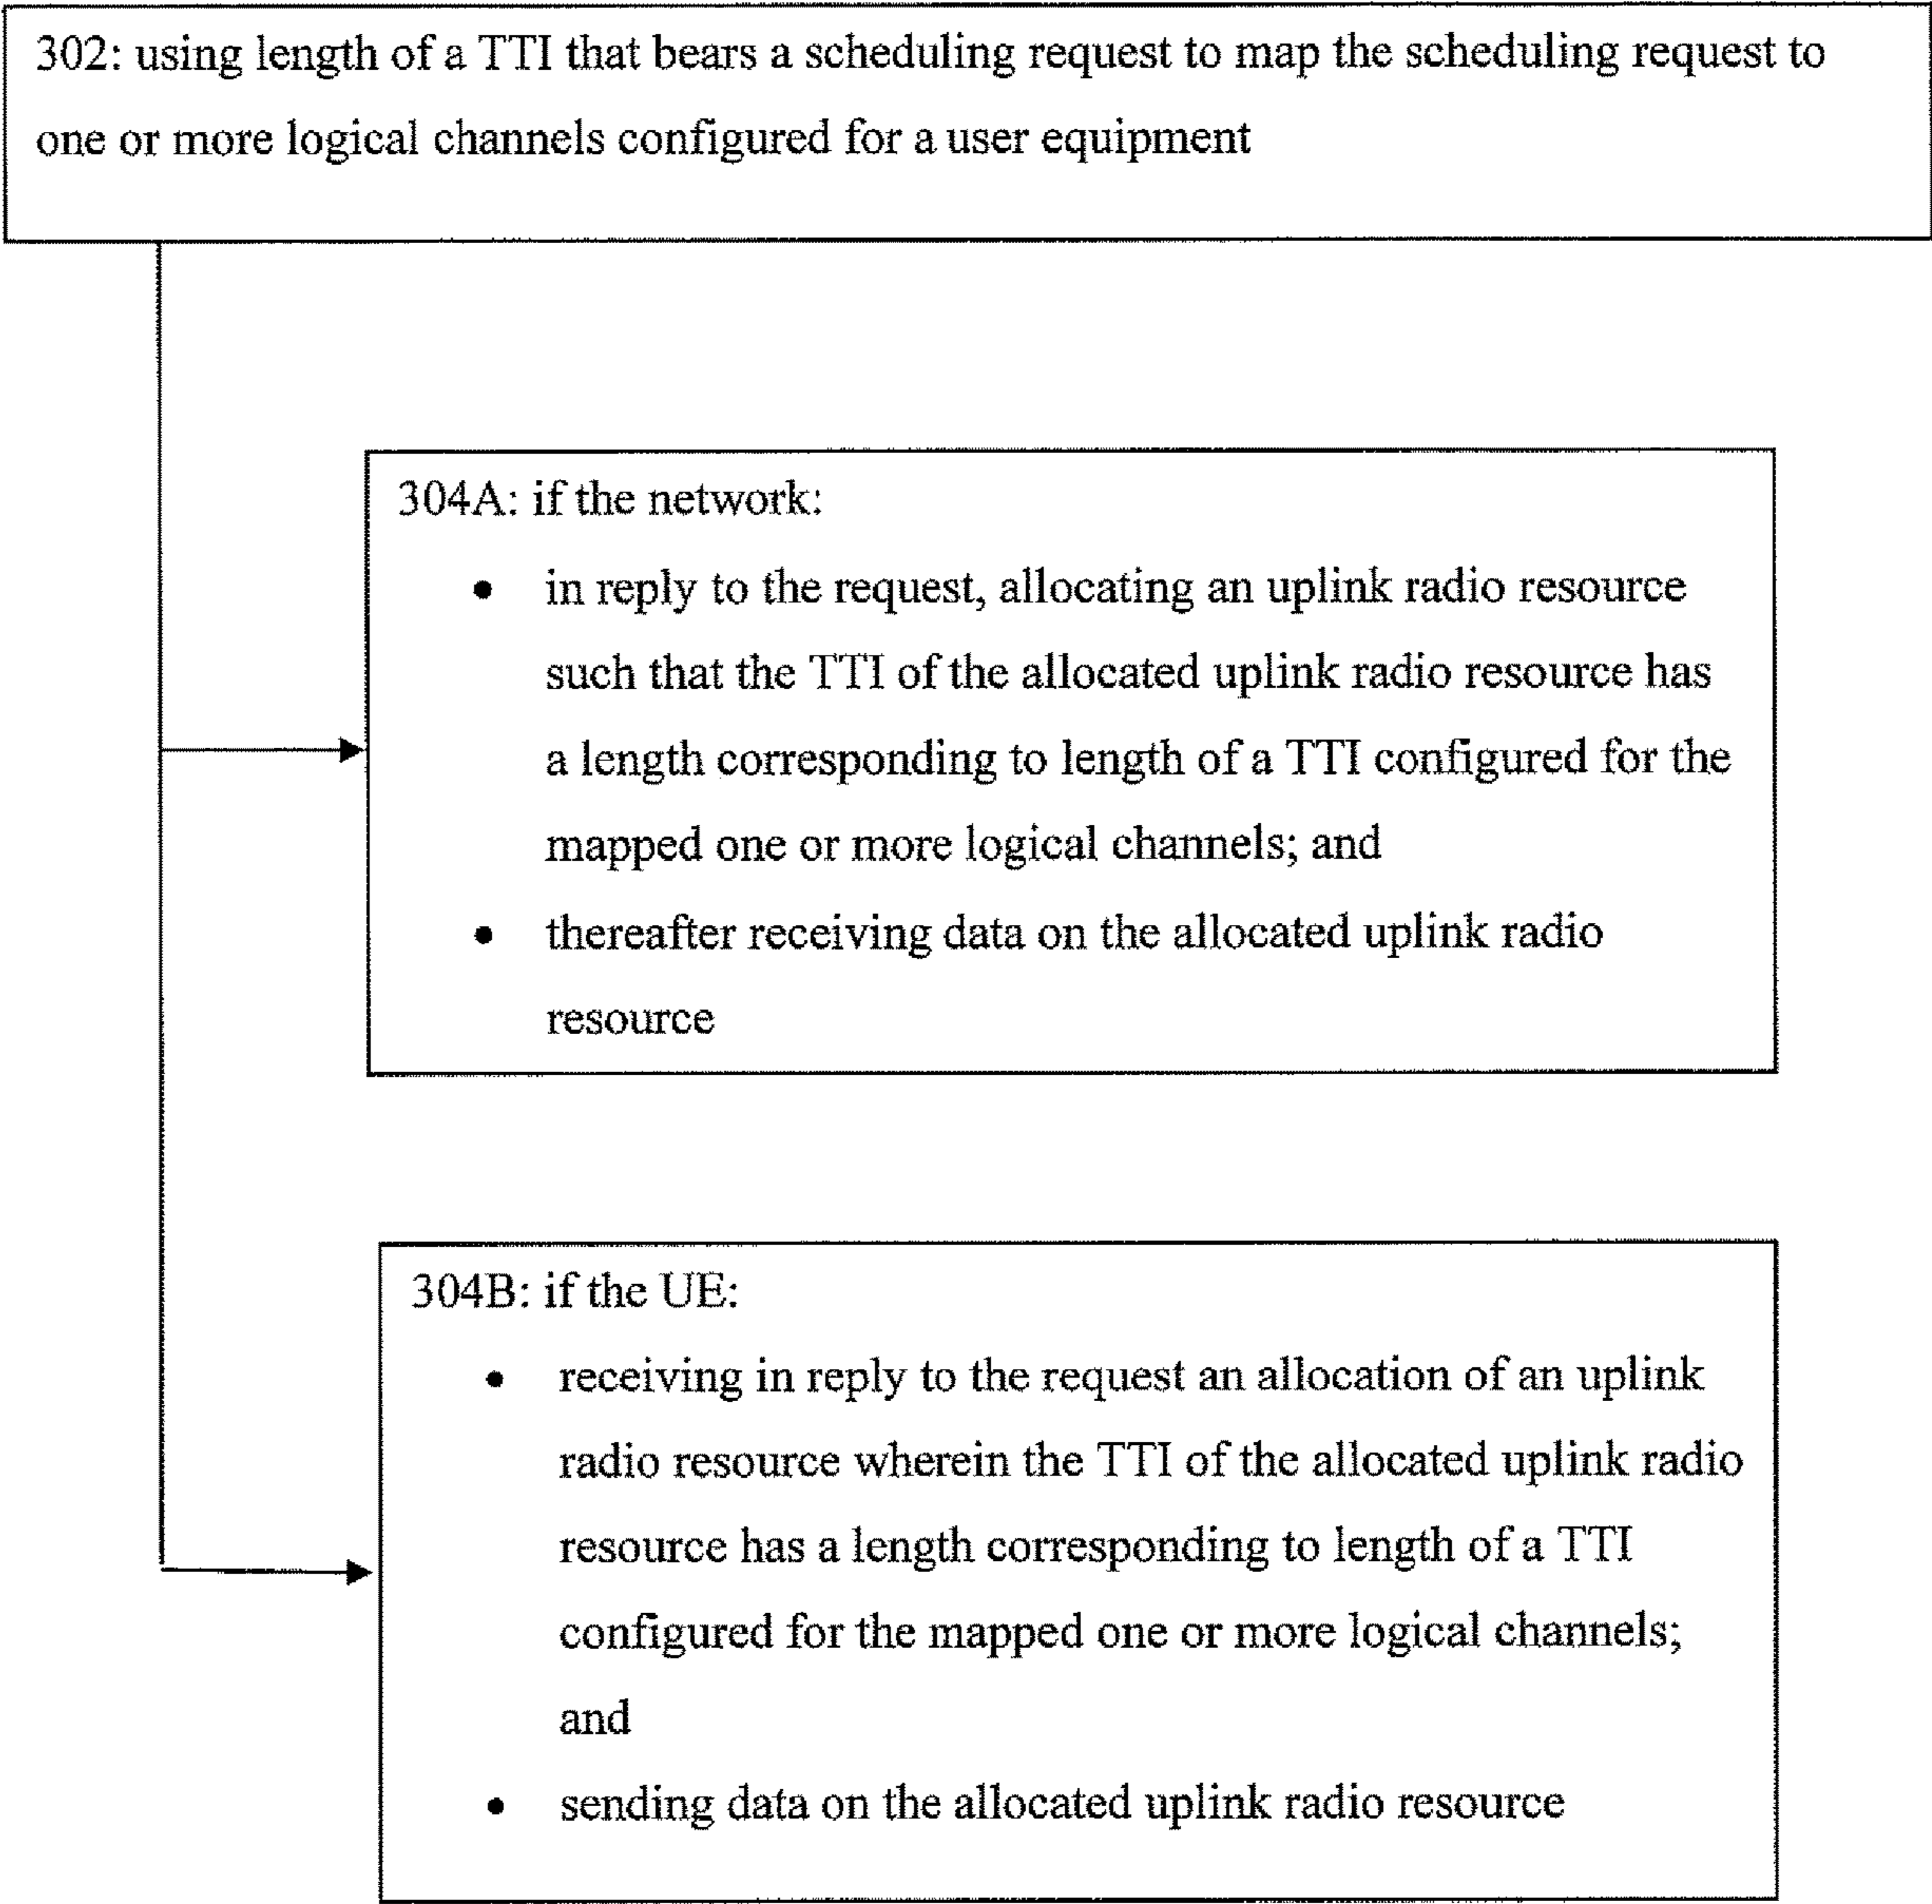 302: using length of a TTI that bears a scheduling request to map the scheduling request to
one or more logical channels configured for a user equipment
304A: if the network:
• in reply to the request, allocating an uplink radio resource
such that the TTI of the allocated uplink radio resource has
a length corresponding to length of a TTI configured for the
mapped one or more logical channels; and
• thereafter receiving data on the allocated uplink radio
resource
304B: if the UE:
• receiving in reply to the request an allocation of an uplink
radio resource wherein the TTI of the allocated uplink radio
resource has a length corresponding to length of a TTI
configured for the mapped one or more logical channels;
and
• sending data on the allocated uplink radio resource